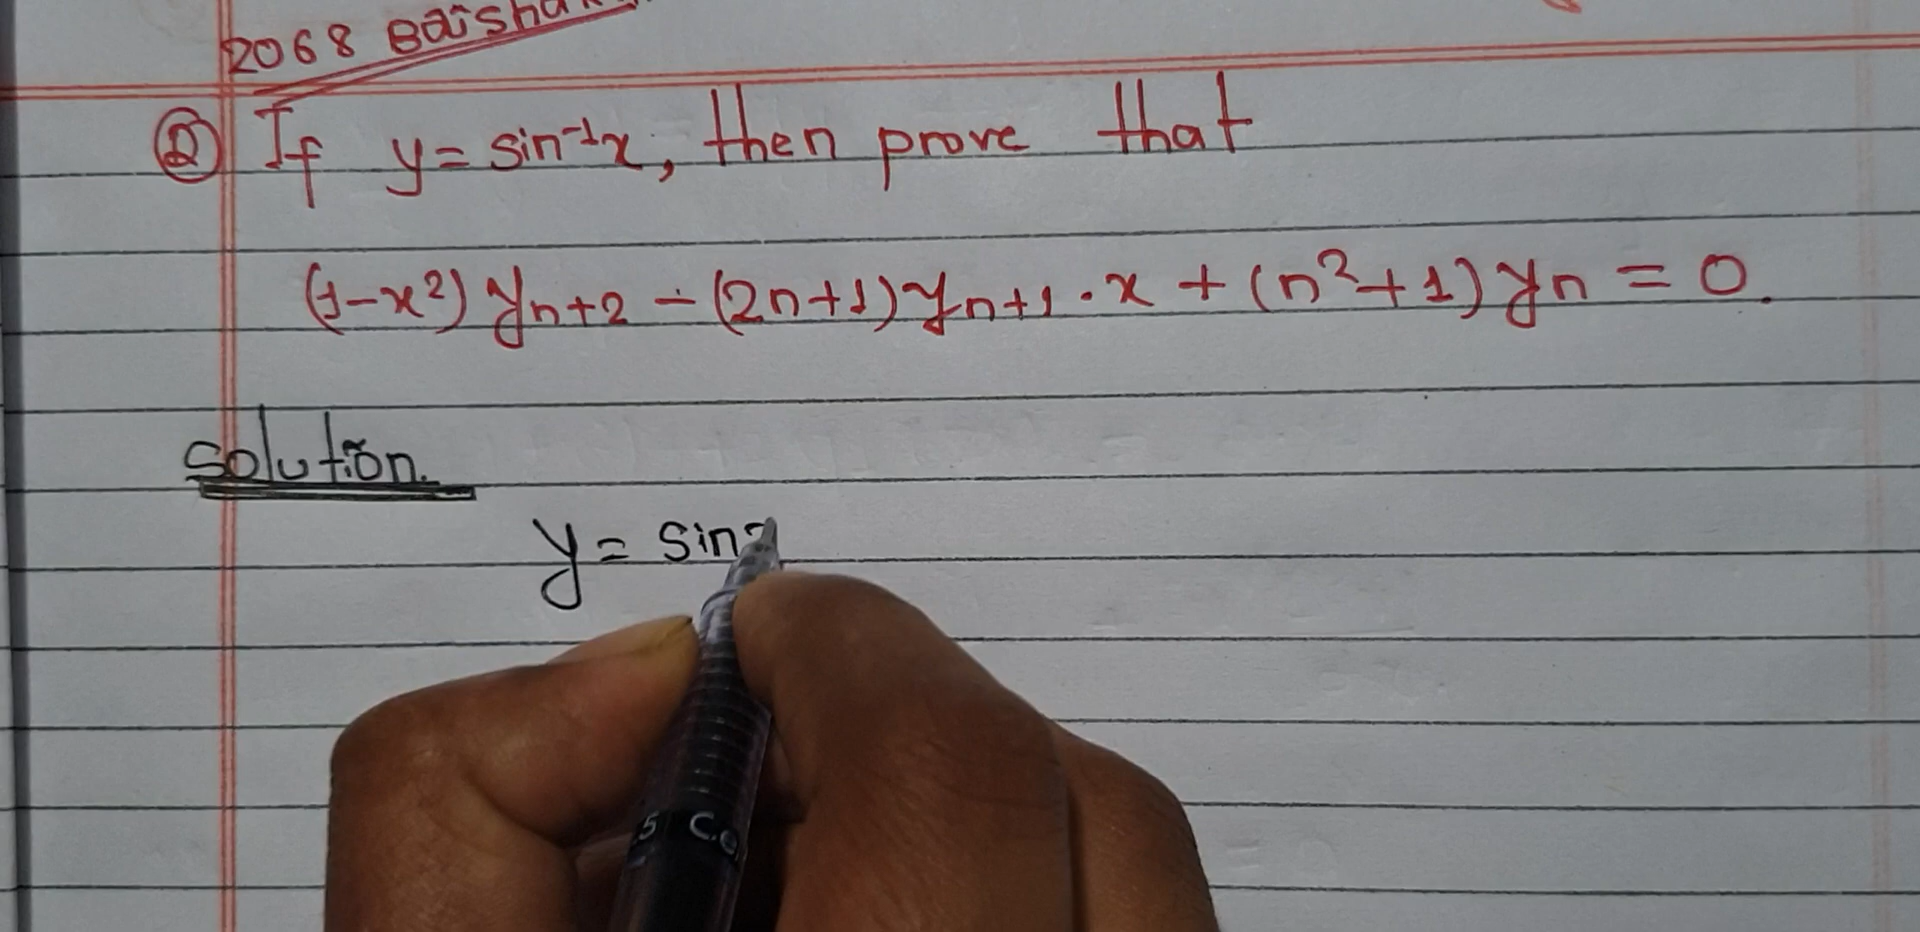 2068
② If y = sin⁻¹x, then prove that
(1-x²) yn+2 - (2n+1) yn+1 . x + (n²+1) yn = 0.
Solution.
y = sin
5 C.